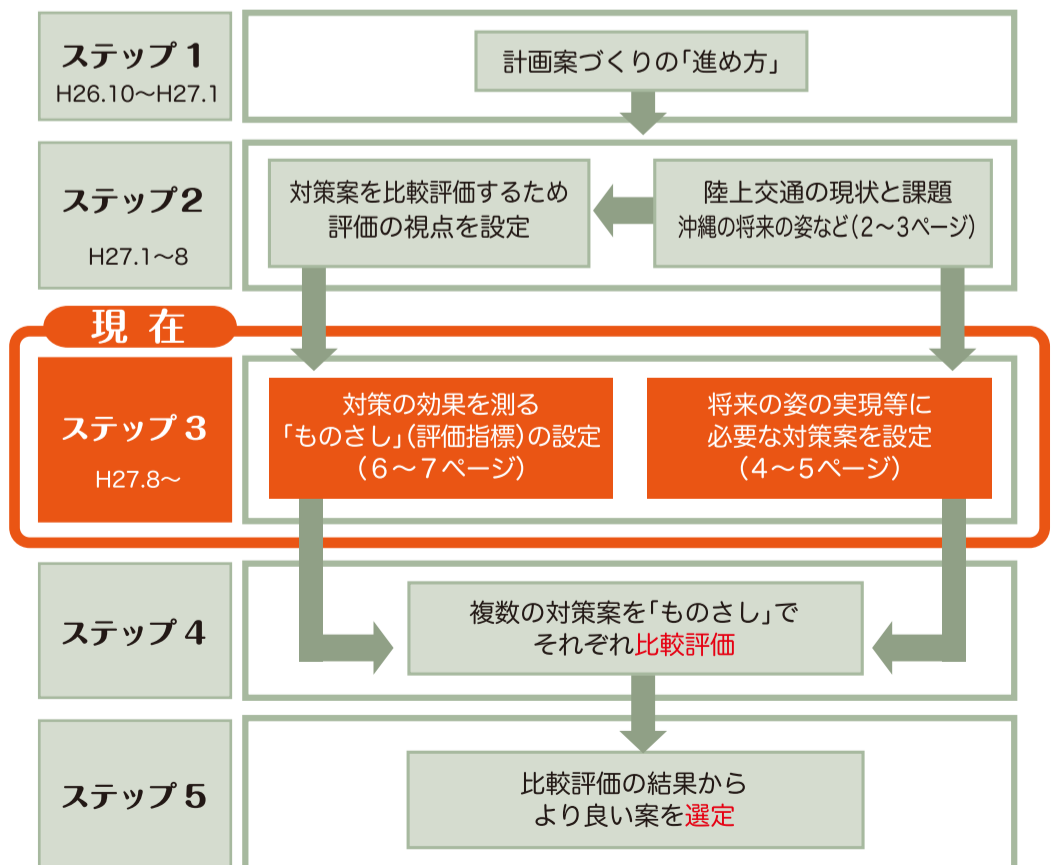 ステップ 1
H26.10～H27.1
計画案づくりの「進め方」
ステップ2
H27.1～8
対策案を比較評価するため
評価の視点を設定
陸上交通の現状と課題
沖縄の将来の姿など(2～3ページ)
現 在
ステップ 3
H27.8～
対策の効果を測る
「ものさし」(評価指標)の設定
(6～7ページ)
将来の姿の実現等に
必要な対策案を設定
(4～5ページ)
ステップ 4
複数の対策案を「ものさし」で
それぞれ比較評価
ステップ 5
比較評価の結果から
より良い案を選定